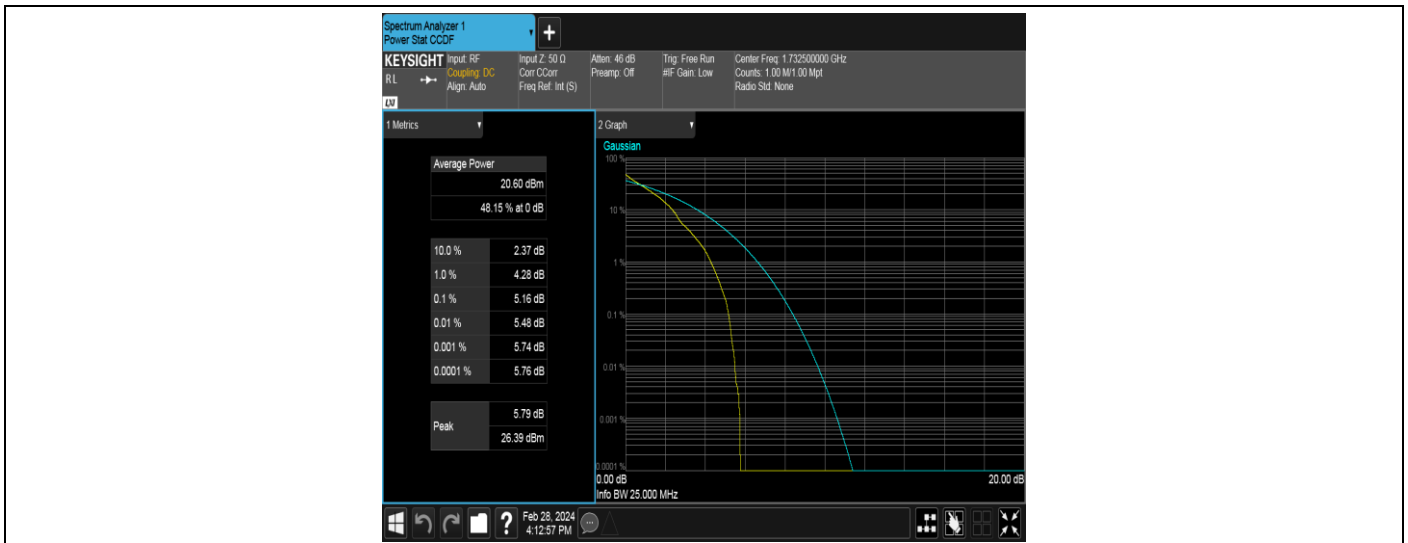 Spectrum Analyzer 1
Power Stat CCDF
+
KEYSIGHT Input: RF Input Z: 50 Ω Atten: 46 dB Trig: Free Run Center Freq: 1.732500000 GHz
RL Coupling: DC Corr CCorr Preamp: Off #IF Gain: Low Counts: 1.00 M/1.00 Mpt
Align: Auto Freq Ref: Int (S) Radio Std: None
LXI
1 Metrics
Average Power
20.60 dBm
48.15 % at 0 dB
10.0 % 2.37 dB
1.0 % 4.28 dB
0.1 % 5.16 dB
0.01 % 5.48 dB
0.001 % 5.74 dB
0.0001 % 5.76 dB
Peak 5.79 dB
26.39 dBm
2 Graph
Gaussian
100 %
10 %
1 %
0.1 %
0.01 %
0.001 %
0.0001 %
0.00 dB 20.00 dB
Info BW 25.000 MHz
? Feb 28, 2024
4:12:57 PM